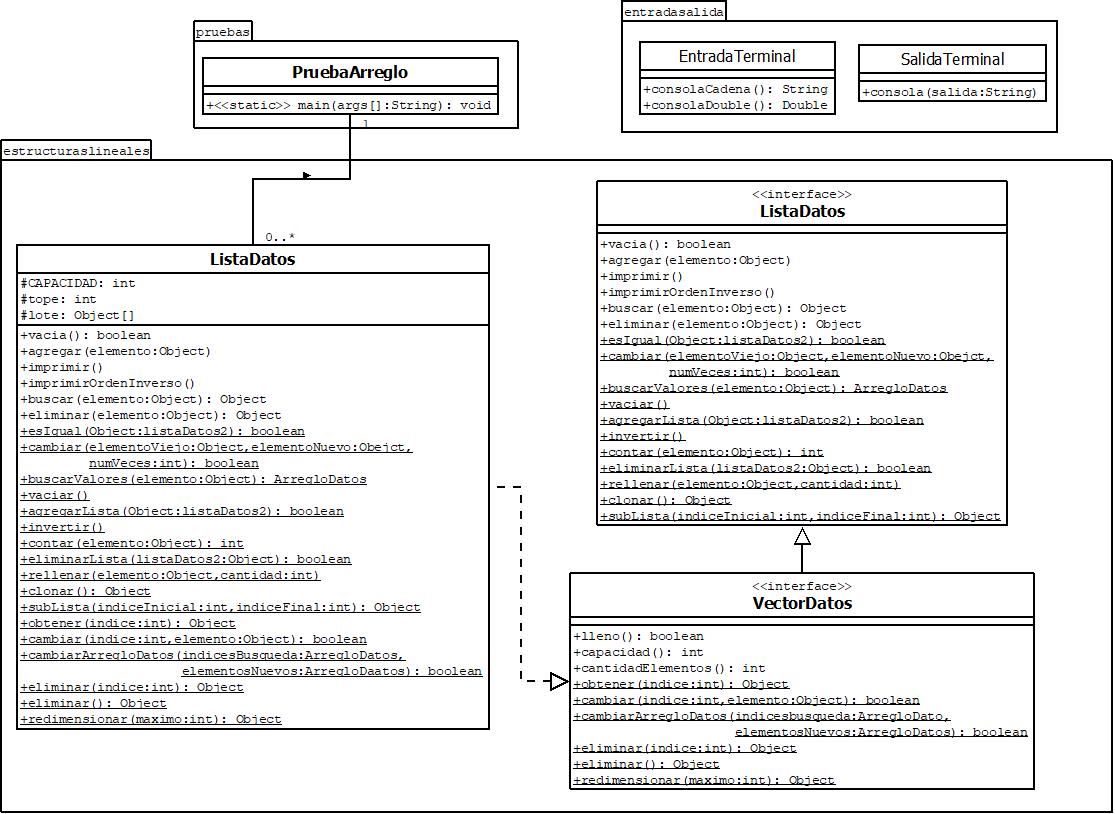 pruebas
PruebaArreglo
+<<static>> main(args[]:String): void
1
entradasalida
EntradaTerminal
+consolaCadena(): String
+consolaDouble(): Double
SalidaTerminal
+consola(salida:String)
estructuraslineales
0..*
ListaDatos
#CAPACIDAD: int
#tope: int
#lote: Object[]
+vacia(): boolean
+agregar(elemento:Object)
+imprimir()
+imprimirOrdenInverso()
+buscar(elemento:Object): Object
+eliminar(elemento:Object): Object
+esIgual(Object:listaDatos2): boolean
+cambiar(elementoViejo:Object,elementoNuevo:Obejct,
numVeces:int): boolean
+buscarValores(elemento:Object): ArregloDatos
+vaciar()
+agregarLista(Object:listaDatos2): boolean
+invertir()
+contar(elemento:Object): int
+eliminarLista(listaDatos2:Object): boolean
+rellenar(elemento:Object,cantidad:int)
+clonar(): Object
+subLista(indiceInicial:int,indiceFinal:int): Object
+obtener(indice:int): Object
+cambiar(indice:int,elemento:Object): boolean
+cambiarArregloDatos(indicesBusqueda:ArregloDatos,
elementosNuevos:ArregloDaatos): boolean
+eliminar(indice:int): Object
+eliminar(): Object
+redimensionar(maximo:int): Object
<<interface>>
ListaDatos
+vacia(): boolean
+agregar(elemento:Object)
+imprimir()
+imprimirOrdenInverso()
+buscar(elemento:Object): Object
+eliminar(elemento:Object): Object
+esIgual(Object:listaDatos2): boolean
+cambiar(elementoViejo:Object,elementoNuevo:Obejct,
numVeces:int): boolean
+buscarValores(elemento:Object): ArregloDatos
+vaciar()
+agregarLista(Object:listaDatos2): boolean
+invertir()
+contar(elemento:Object): int
+eliminarLista(listaDatos2:Object): boolean
+rellenar(elemento:Object,cantidad:int)
+clonar(): Object
+subLista(indiceInicial:int,indiceFinal:int): Object
<<interface>>
VectorDatos
+lleno(): boolean
+capacidad(): int
+cantidadElementos(): int
+obtener(indice:int): Object
+cambiar(indice:int,elemento:Object): boolean
+cambiarArregloDatos(indicesbusqueda:ArregloDato,
elementosNuevos:ArregloDatos): boolean
+eliminar(indice:int): Object
+eliminar(): Object
+redimensionar(maximo:int): Object